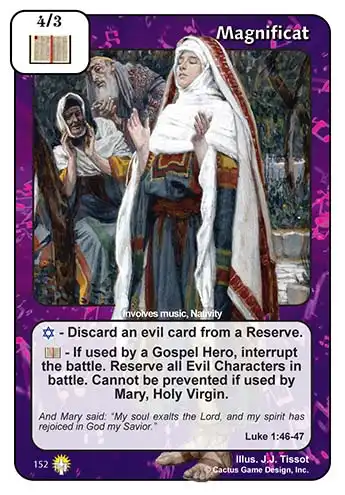 4/3
Magnificat
Involves music, Nativity
- Discard an evil card from a Reserve.
- If used by a Gospel Hero, interrupt
the battle. Reserve all Evil Characters in
battle. Cannot be prevented if used by
Mary, Holy Virgin.
And Mary said: "My soul exalts the Lord, and my spirit has
rejoiced in God my Savior."
Luke 1:46-47
152
Illus. J.J. Tissot
© Cactus Game Design, Inc.